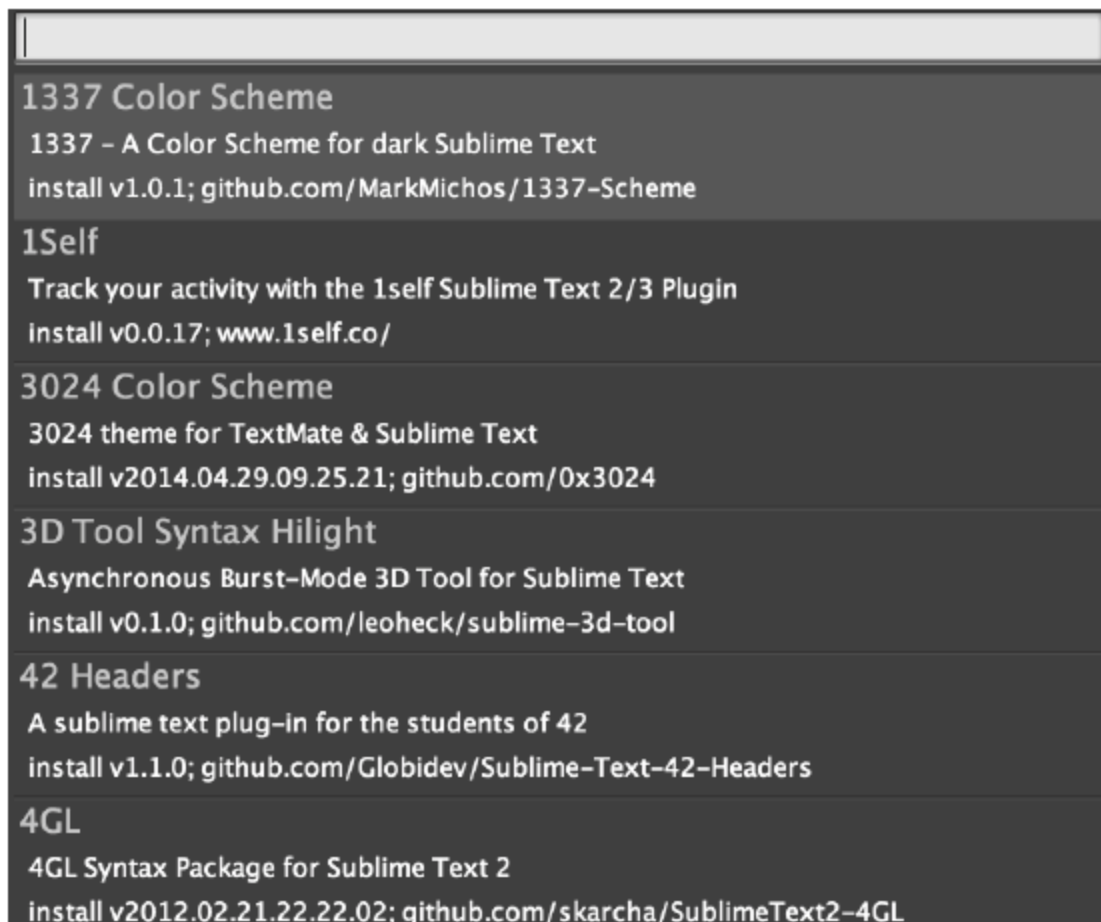 1337 Color Scheme
1337 – A Color Scheme for dark Sublime Text
install v1.0.1; github.com/MarkMichos/1337-Scheme
1Self
Track your activity with the 1self Sublime Text 2/3 Plugin
install v0.0.17; www.1self.co/
3024 Color Scheme
3024 theme for TextMate & Sublime Text
install v2014.04.29.09.25.21; github.com/0x3024
3D Tool Syntax Hilight
Asynchronous Burst-Mode 3D Tool for Sublime Text
install v0.1.0; github.com/leoheck/sublime-3d-tool
42 Headers
A sublime text plug-in for the students of 42
install v1.1.0; github.com/Globidev/Sublime-Text-42-Headers
4GL
4GL Syntax Package for Sublime Text 2
install v2012.02.21.22.22.02; github.com/skarcha/SublimeText2-4GL